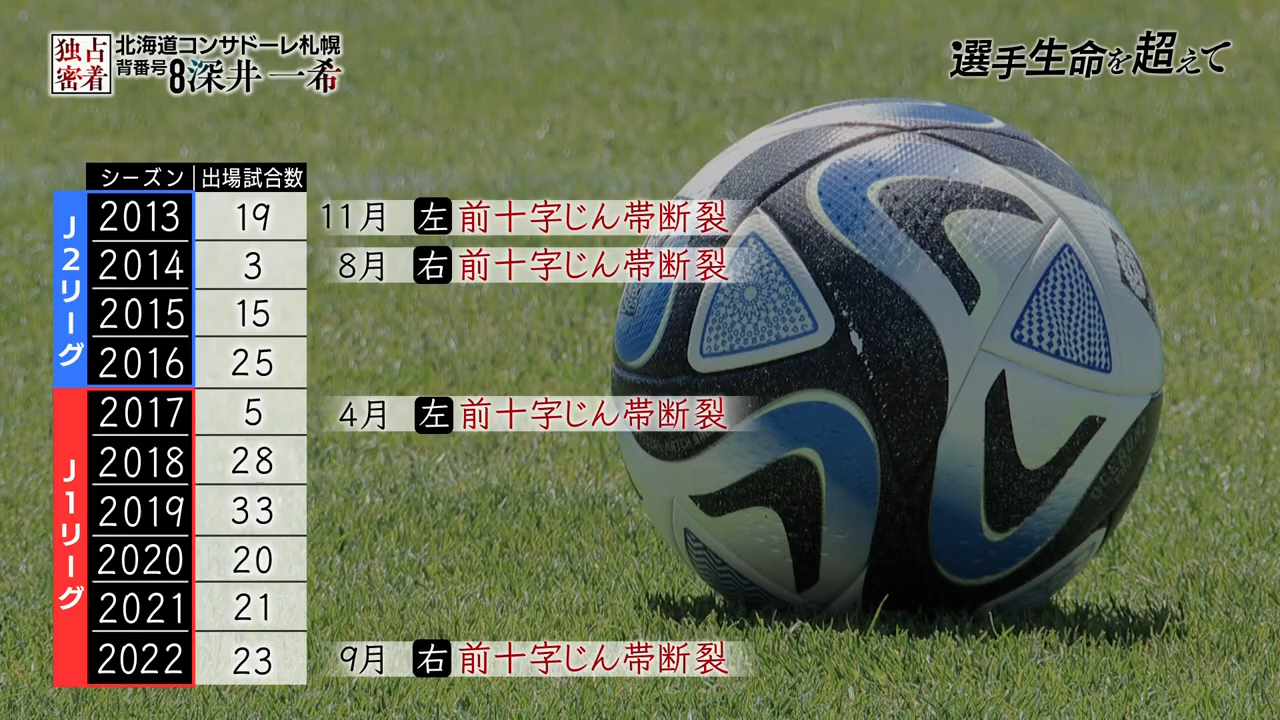 独占
密着
北海道コンサドーレ札幌
背番号8深井一希
選手生命を超えて
シーズン 出場試合数
J2リーグ
2013 19 11月 左 前十字じん帯断裂
2014 3 8月 右 前十字じん帯断裂
2015 15
2016 25
J1リーグ
2017 5 4月 左 前十字じん帯断裂
2018 28
2019 33
2020 20
2021 21
2022 23 9月 右 前十字じん帯断裂